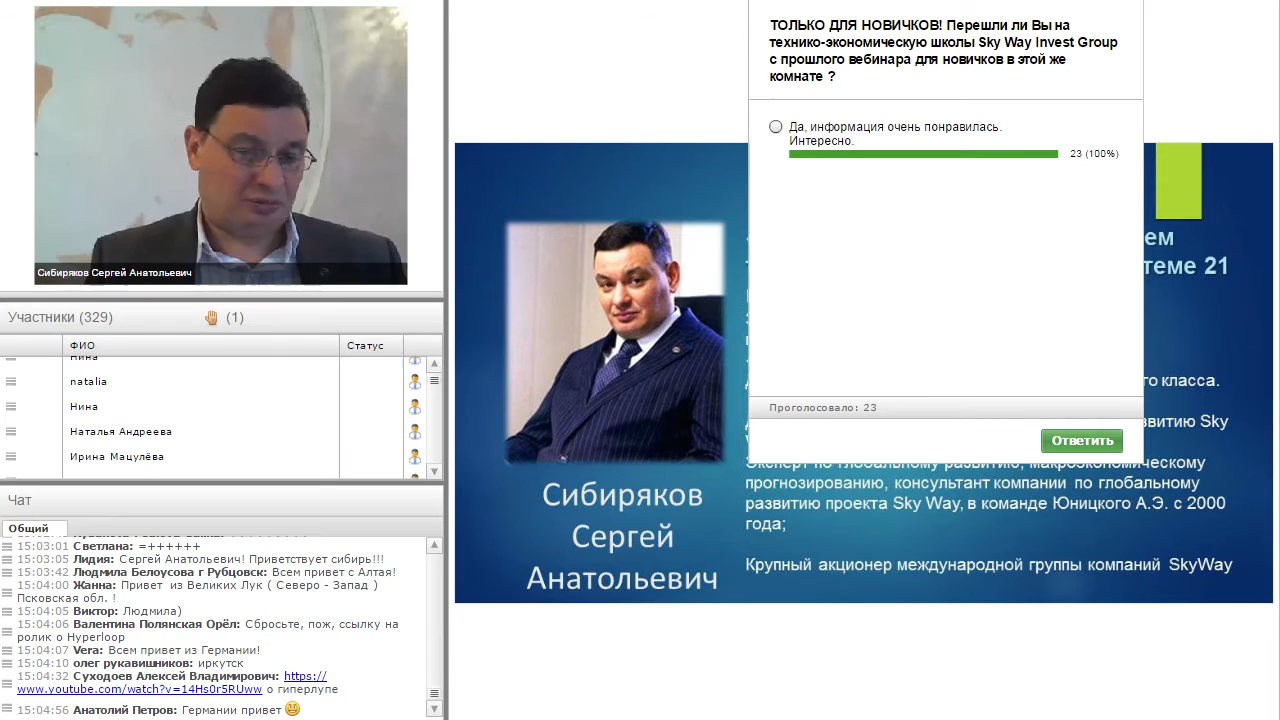 Сибиряков Сергей Анатольевич
Участники (329)
(1)
ФИО
Статус
Нина
natalia
Нина
Наталья Андреева
Ирина Мацулёва
Чат
Общий
15:03:01 Светлана: =++++++
15:03:05 Лидия: Сергей Анатольевич! Приветствует сибирь!!!
15:03:42 Людмила Белоусова г Рубцовск: Всем привет с Алтая!
15:04:00 Жанна: Привет из Великих Лук ( Северо - Запад )
Псковская обл. !
15:04:05 Виктор: Людмила)
15:04:06 Валентина Полянская Орёл: Сбросьте, пож, ссылку на
ролик о Hyperloop
15:04:07 Vera: Всем привет из Германии!
15:04:10 олег рукавишников: иркутск
15:04:32 Суходоев Алексей Владимирович: https://
www.youtube.com/watch?v=14Hs0r5RUww о гиперлупе
15:04:56 Анатолий Петров: Германии привет
ТОЛЬКО ДЛЯ НОВИЧКОВ! Перешли ли Вы на
технико-экономическую школы Sky Way Invest Group
с прошлого вебинара для новичков в этой же
комнате ?
Да, информация очень понравилась.
Интересно.
23 (100%)
Проголосовало: 23
Ответить
ем
теме 21
го класса.
звитию Sky
Эксперт по глобальному развитию, макроэкономическому
прогнозированию, консультант компании по глобальному
развитию проекта Sky Way, в команде Юницкого А.Э. с 2000
года;
Крупный акционер международной группы компаний SkyWay
Сибиряков
Сергей
Анатольевич